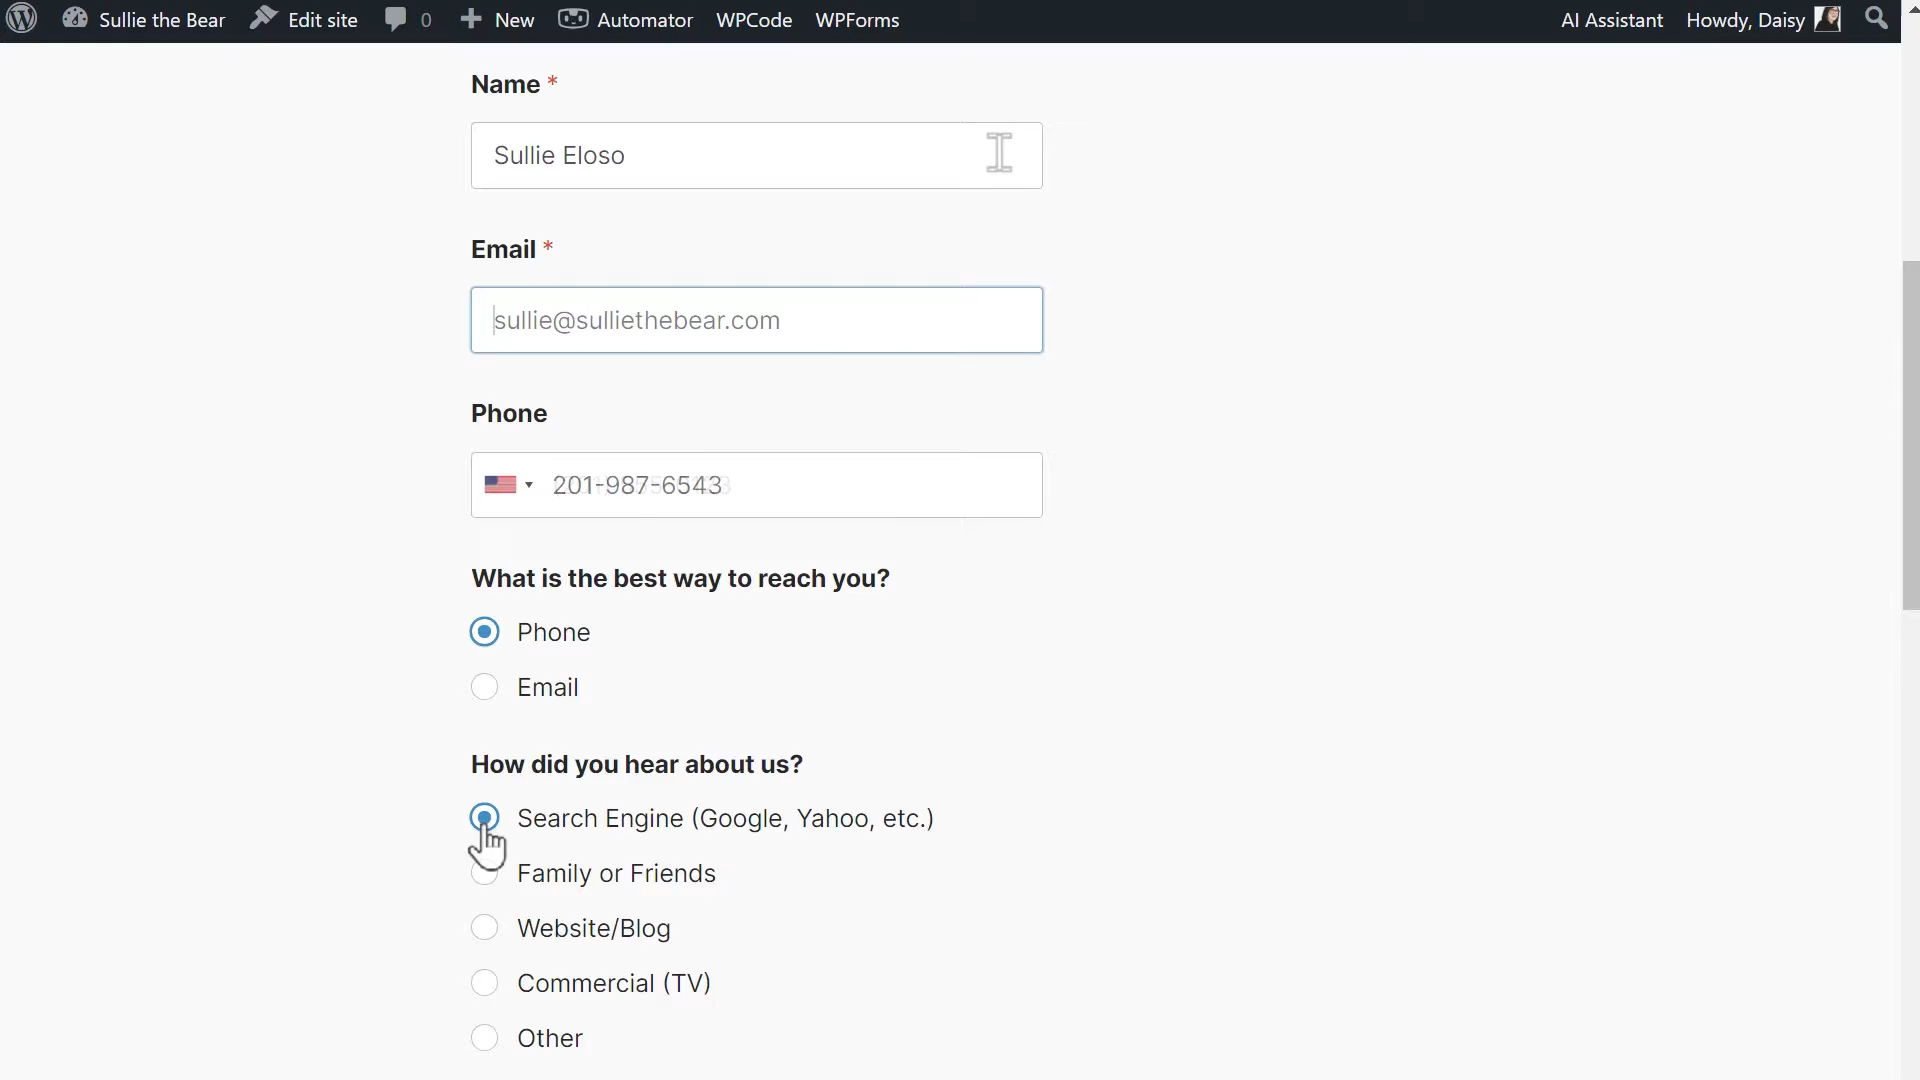 Sullie the Bear Edit site 0 New Automator WPCode WPForms AI Assistant Howdy, Daisy
Name *
Sullie Eloso
Email *
sullie@sulliethebear.com
Phone
201-987-6543
What is the best way to reach you?
Phone
Email
How did you hear about us?
Search Engine (Google, Yahoo, etc.)
Family or Friends
Website/Blog
Commercial (TV)
Other